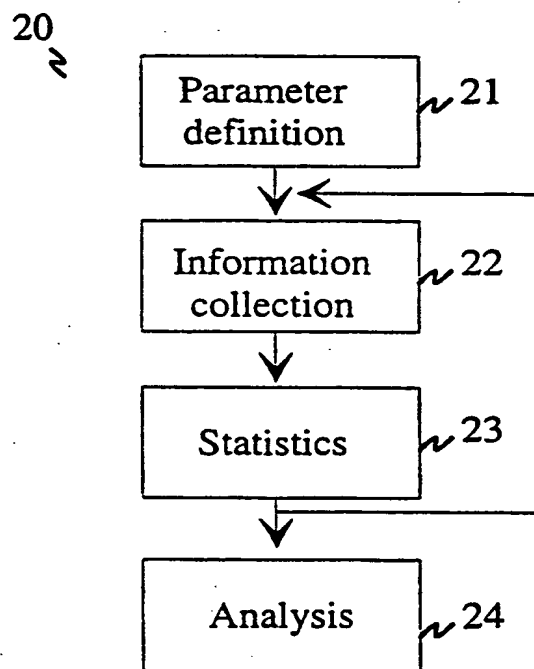 20
Parameter
definition
21
Information
collection
22
Statistics
23
Analysis
24